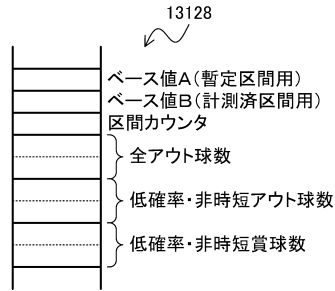 13128
ベース値A(暫定区間用)
ベース値B(計測済区間用)
区間カウンタ
全アウト球数
低確率・非時短アウト球数
低確率・非時短賞球数